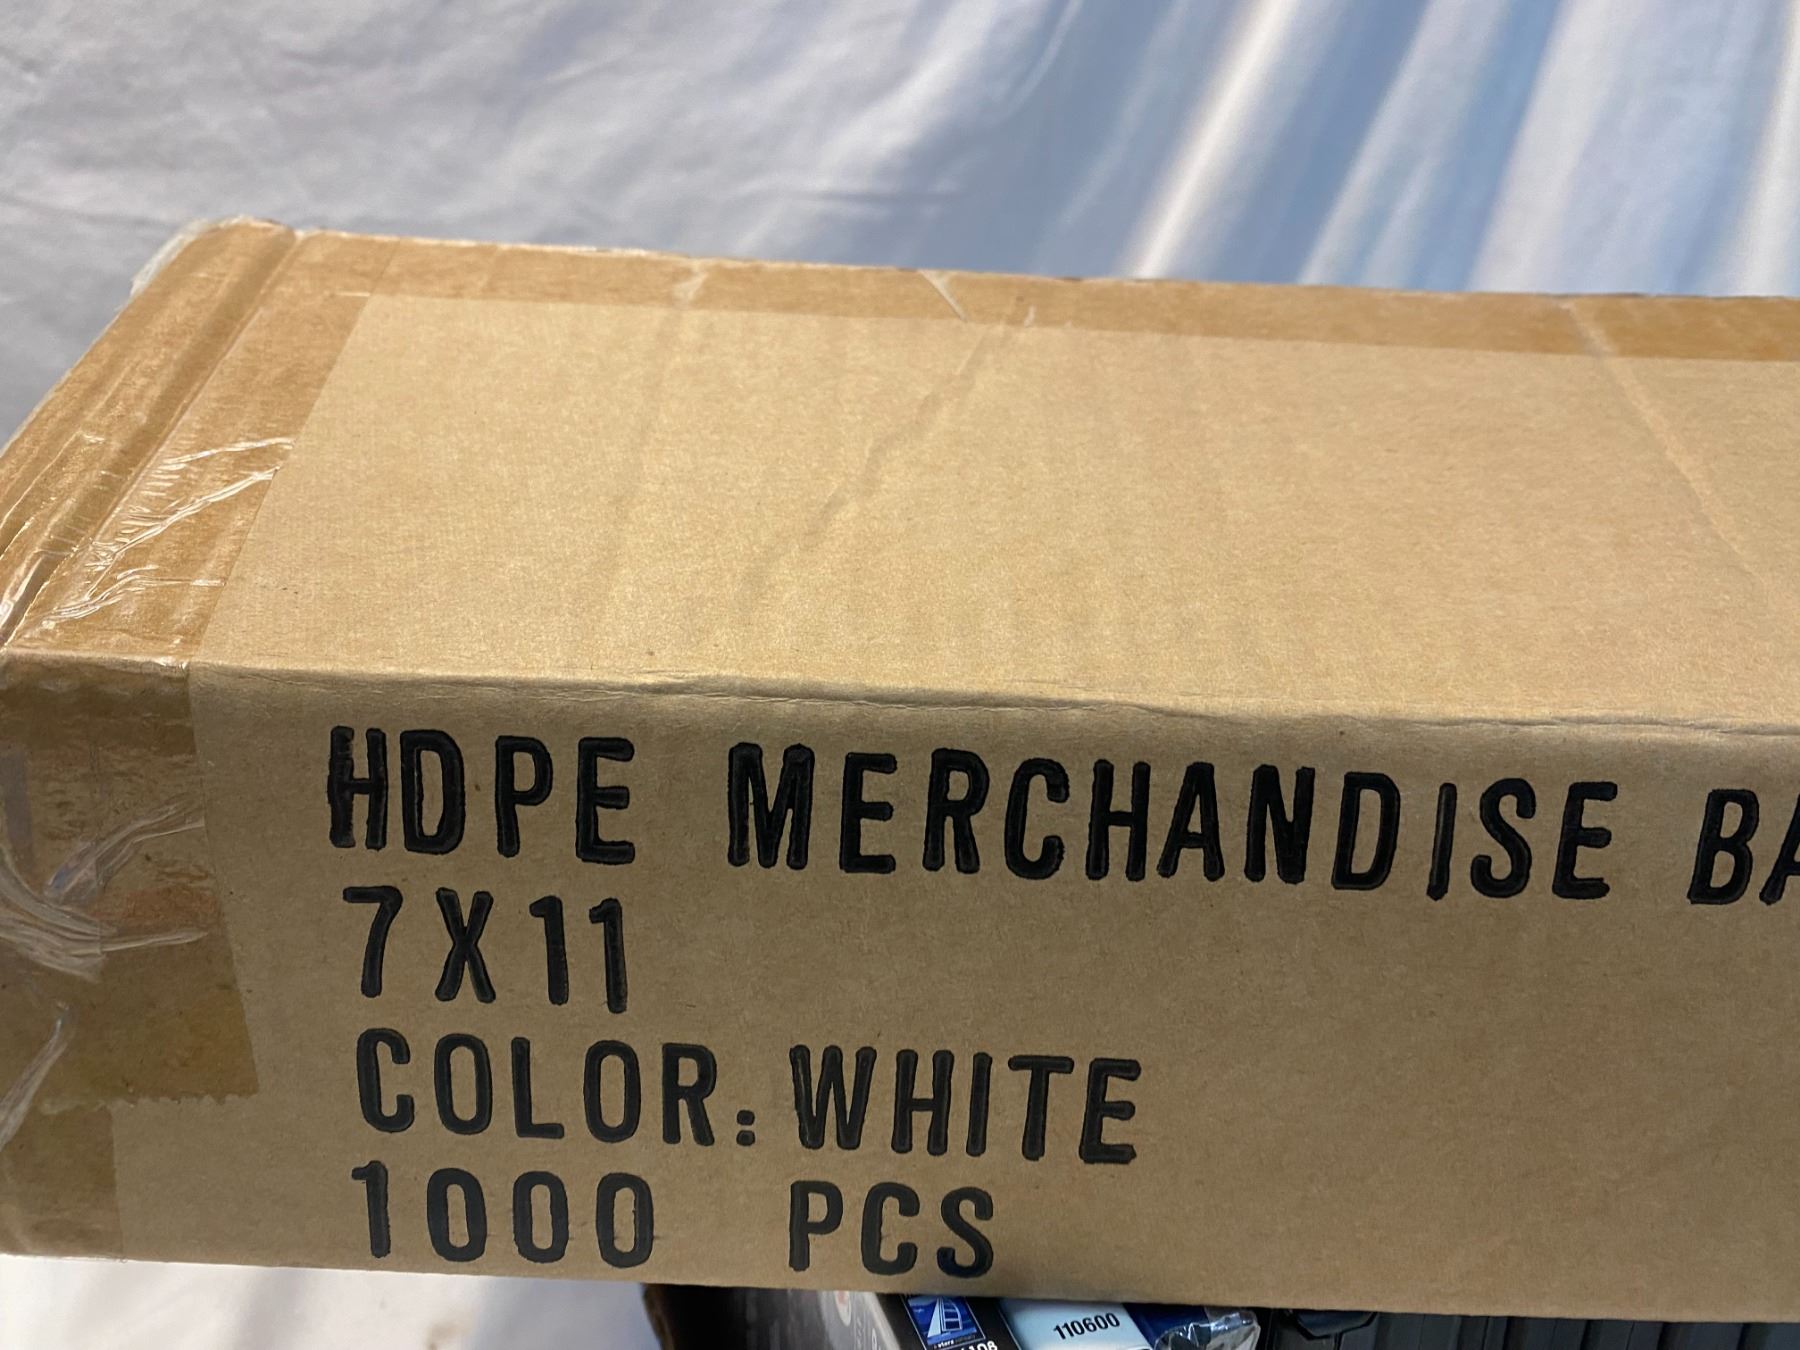 HDPE MERCHANDISE BA
7X11
COLOR: WHITE
1000 PCS
110600